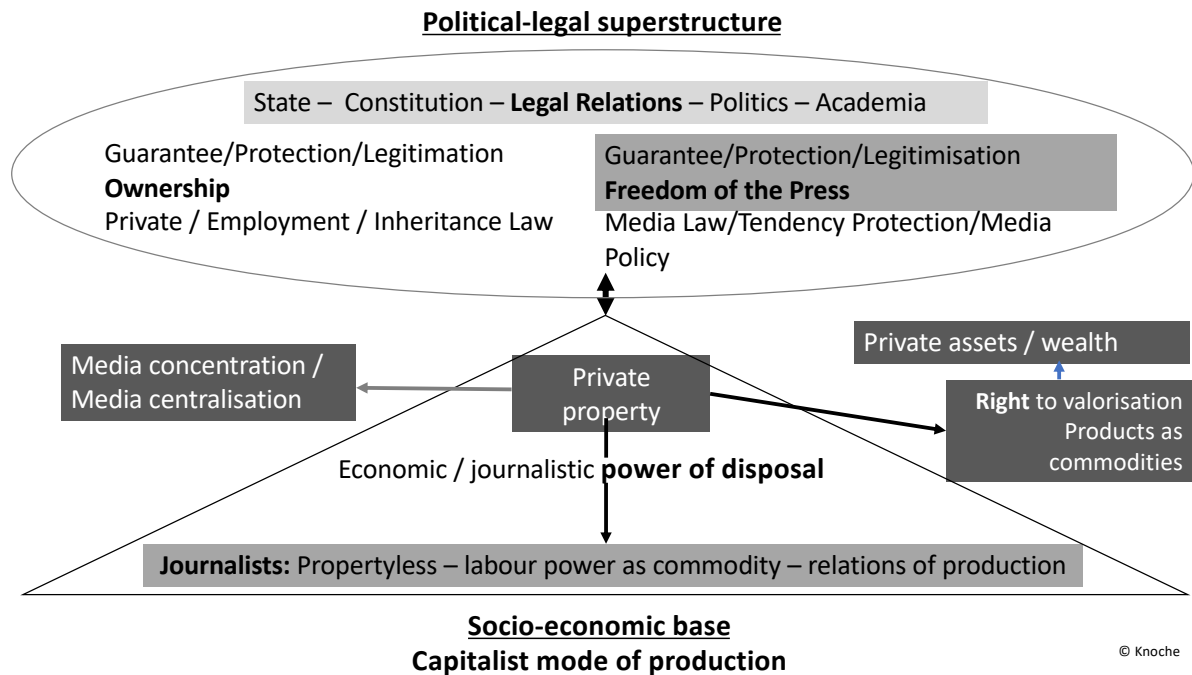 Political-legal superstructure
State – Constitution – Legal Relations – Politics – Academia
Guarantee/Protection/Legitimation
Ownership
Private / Employment / Inheritance Law
Guarantee/Protection/Legitimisation
Freedom of the Press
Media Law/Tendency Protection/Media
Policy
Media concentration /
Media centralisation
Private
property
Private assets / wealth
Right to valorisation
Products as
commodities
Economic / journalistic power of disposal
Journalists: Propertyless – labour power as commodity – relations of production
Socio-economic base
Capitalist mode of production
© Knoche